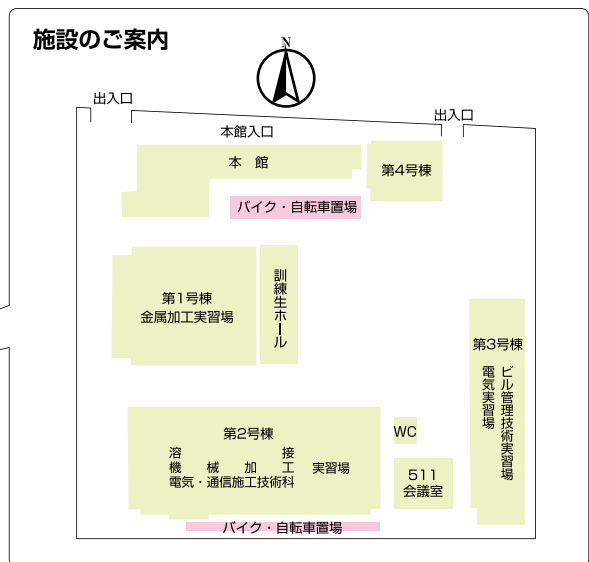 施設のご案内
N
出入口
出入口
本館入口
本　館
第4号棟
バイク・自転車置場
第1号棟
金属加工実習場
訓練生ホール
第3号棟
ビル管理技術実習場
電気実習場
第2号棟
溶　　　　接
機　械　加　工　実習場
電気・通信施工技術科
WC
511
会議室
バイク・自転車置場